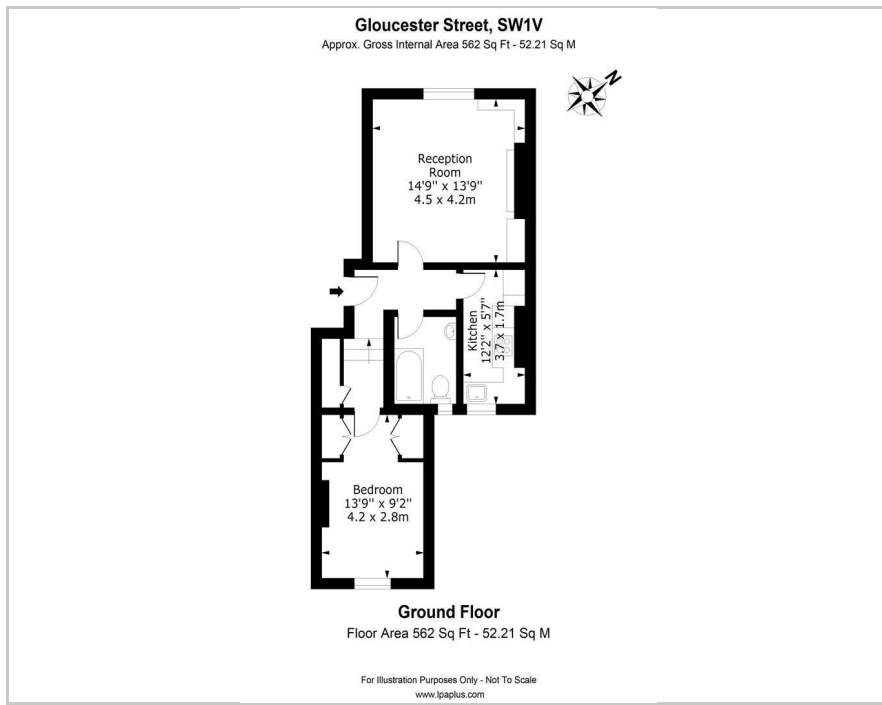 Gloucester Street, SW1V
Approx. Gross Internal Area 562 Sq Ft - 52.21 Sq M
N
Reception
Room
14'9" x 13'9"
4.5 x 4.2m
Kitchen
12'2" x 5'7"
3.7 x 1.7m
Bedroom
13'9" x 9'2"
4.2 x 2.8m
Ground Floor
Floor Area 562 Sq Ft - 52.21 Sq M
For Illustration Purposes Only - Not To Scale
www.lpaplus.com